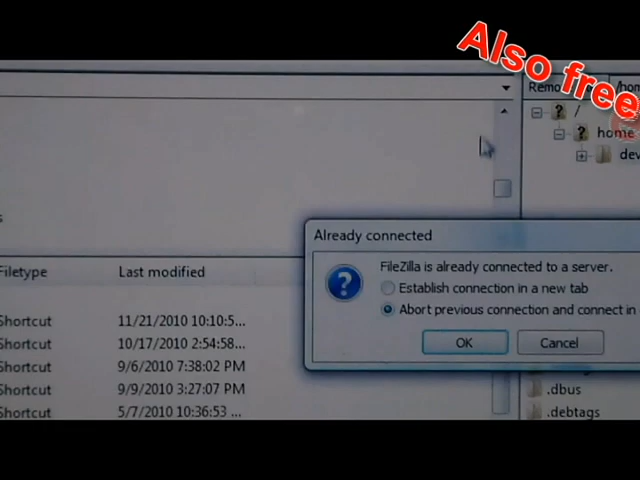 Also free
Remo
/hom
/
home
dev
s
Already connected
FileZilla is already connected to a server.
Establish connection in a new tab
Abort previous connection and connect in
OK
Cancel
Filetype
Last modified
Shortcut
11/21/2010 10:10:5...
Shortcut
10/17/2010 2:54:58...
Shortcut
9/6/2010 7:38:02 PM
Shortcut
9/9/2010 3:27:07 PM
Shortcut
5/7/2010 10:36:53 ...
.dbus
.debtags